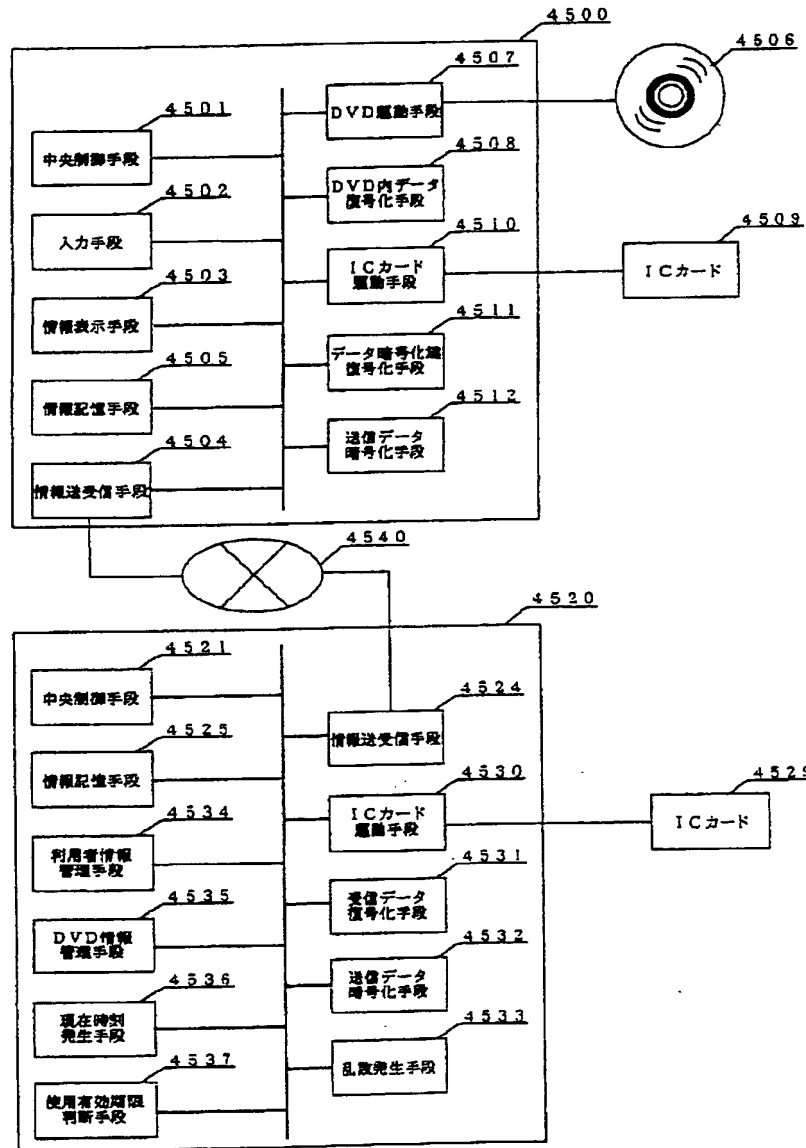 ４５００
４５０７
４５０６
ＤＶＤ駆動手段
４５０１
中央制御手段
４５０８
ＤＶＤ内データ
復号化手段
４５０２
入力手段
４５１０
ＩＣカード
駆動手段
４５０９
ＩＣカード
４５０３
情報表示手段
４５１１
データ暗号化鍵
復号化手段
４５０５
情報記憶手段
４５１２
送信データ
暗号化手段
４５０４
情報送受信手段
４５４０
４５２０
４５２１
中央制御手段
４５２４
情報送受信手段
４５２５
情報記憶手段
４５３０
ＩＣカード
駆動手段
４５２９
ＩＣカード
４５３４
利用者情報
管理手段
４５３１
受信データ
復号化手段
４５３５
ＤＶＤ情報
管理手段
４５３２
送信データ
暗号化手段
４５３６
現在時刻
発生手段
４５３３
乱数発生手段
４５３７
使用有効期限
判断手段